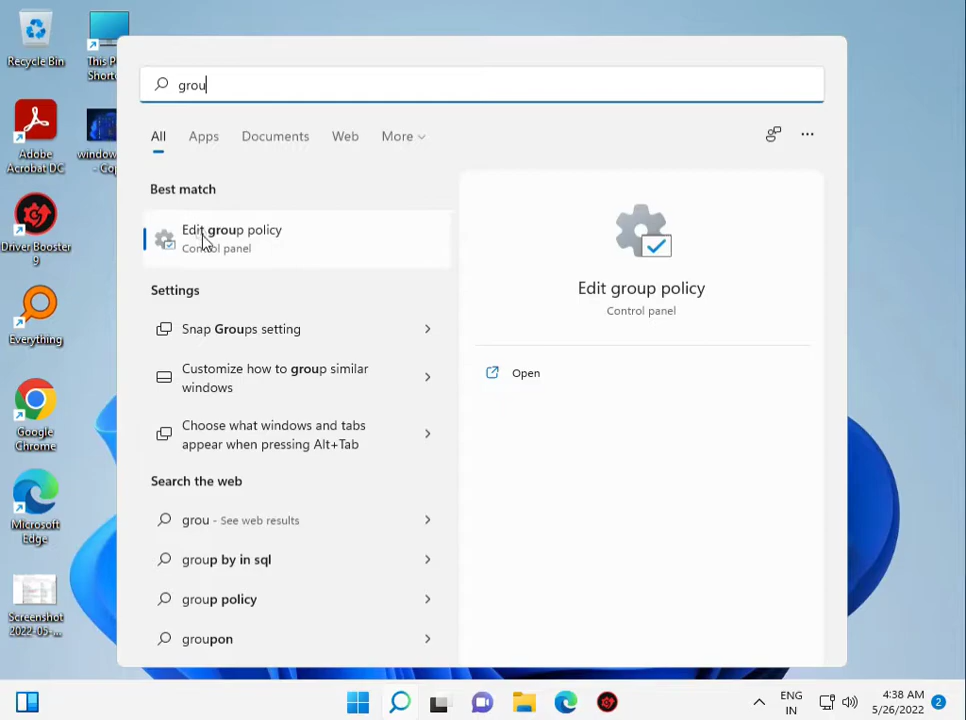 Recycle Bin
This P
Shortc
Adobe
Acrobat DC
window
- Cop
Driver Booster
9
Everything
Google
Chrome
Microsoft
Edge
Screenshot
2022-05-...
grou
All
Apps
Documents
Web
More
Best match
Edit group policy
Control panel
Settings
Snap Groups setting
Customize how to group similar
windows
Choose what windows and tabs
appear when pressing Alt+Tab
Search the web
grou - See web results
group by in sql
group policy
groupon
Edit group policy
Control panel
Open
ENG
IN
4:38 AM
5/26/2022
2